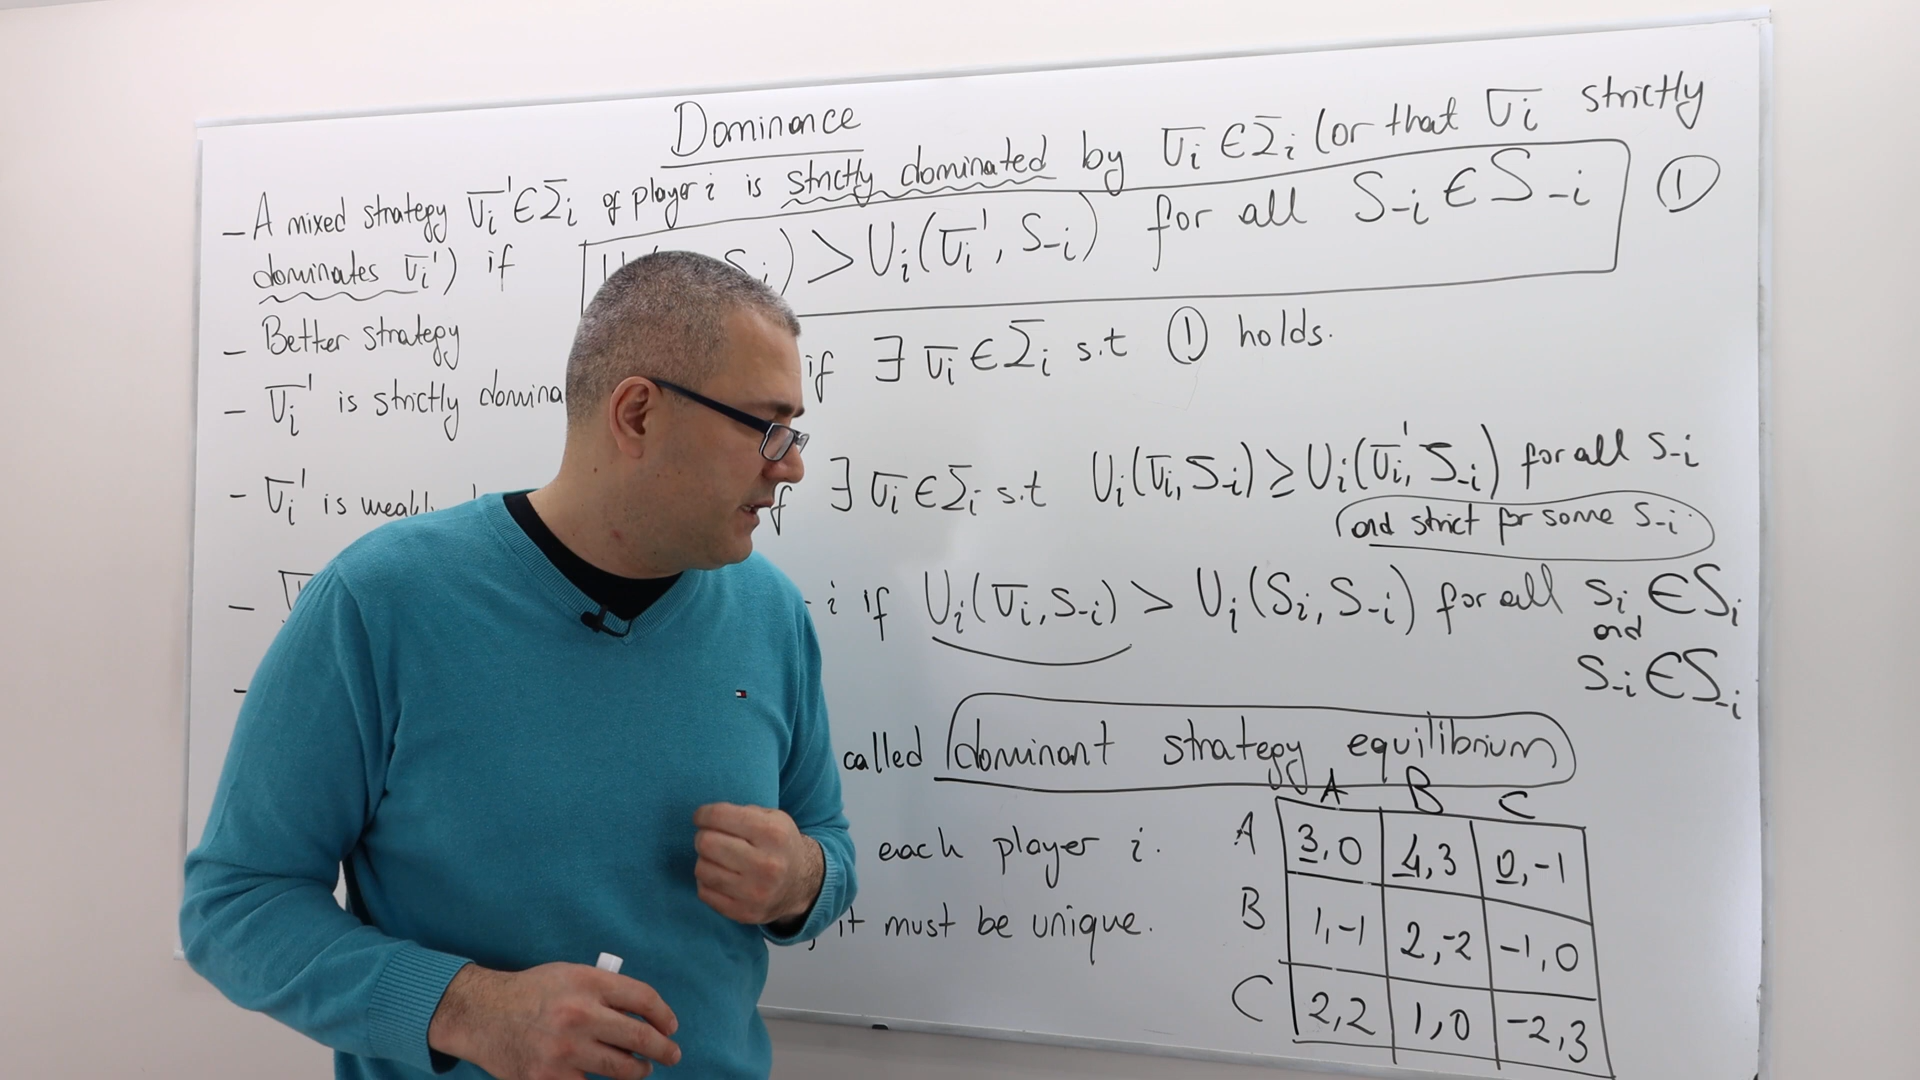 Dominance
- A mixed strategy σi' ∈ Σi of player i is strictly dominated by σi ∈ Σi (or that σi strictly
dominates σi') if > Ui(σi', S-i) for all S-i ∈ S-i ①
- Better strategy
- σi' is strictly domina if ∃ σi ∈ Σi s.t ① holds.
- σi' is weakl f ∃ σi ∈ Σi s.t Ui(σi, S-i) ≥ Ui(σi', S-i) for all S-i
and strict for some S-i
- i if Ui(σi, S-i) > Ui(Si, S-i) for all Si ∈ Si
and
S-i ∈ S-i
- called dominant strategy equilibrium
each player i.
it must be unique.
A B C
A 3,0 4,3 0,-1
B 1,-1 2,-2 -1,0
C 2,2 1,0 -2,3